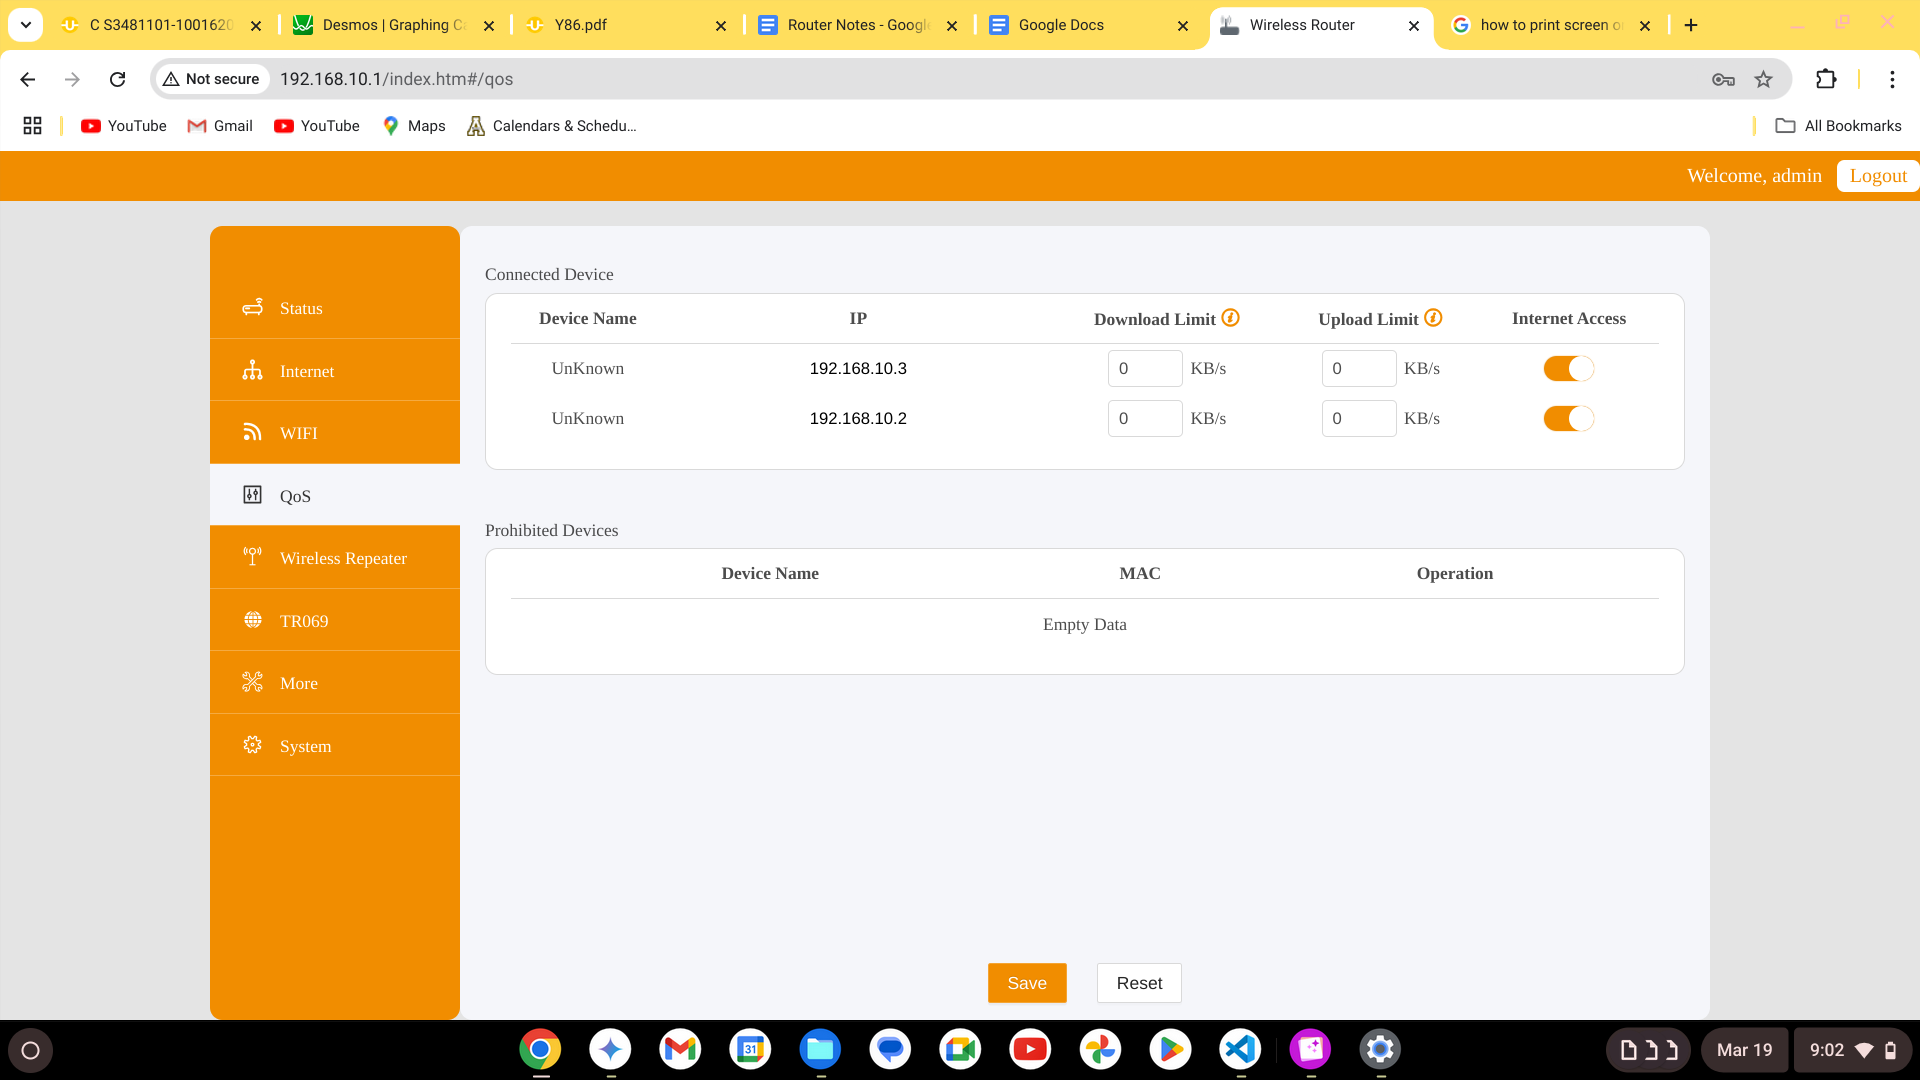 C S3481101-1001620
Desmos | Graphing Ca
Y86.pdf
Router Notes - Google
Google Docs
Wireless Router
how to print screen o
Not secure
192.168.10.1/index.htm#/qos
YouTube
Gmail
YouTube
Maps
Calendars & Schedu...
All Bookmarks
Welcome, admin
Logout
Status
Internet
WIFI
QoS
Wireless Repeater
TR069
More
System
Connected Device
Device Name IP Download Limit Upload Limit Internet Access
UnKnown 192.168.10.3 0 KB/s 0 KB/s
UnKnown 192.168.10.2 0 KB/s 0 KB/s
Prohibited Devices
Device Name MAC Operation
Empty Data
Save
Reset
31
Mar 19
9:02